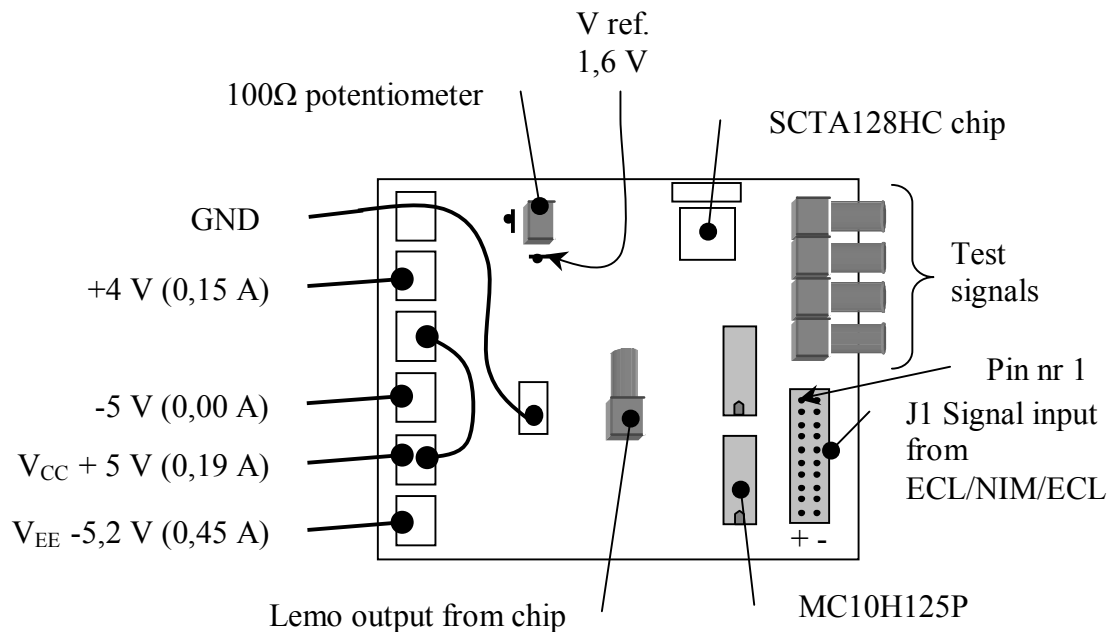 V ref.
1,6 V
100Ω potentiometer
SCTA128HC chip
GND
+4 V (0,15 A)
-5 V (0,00 A)
V_CC + 5 V (0,19 A)
V_EE -5,2 V (0,45 A)
Test
signals
Pin nr 1
J1 Signal input
from
ECL/NIM/ECL
+ -
Lemo output from chip
MC10H125P